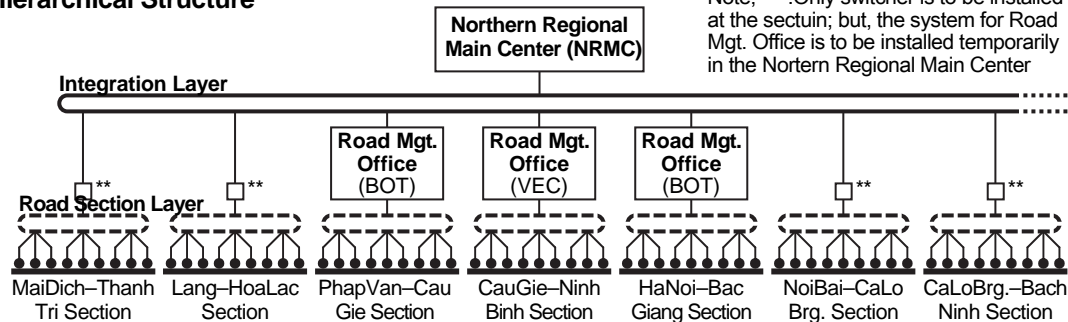 Hierarchical Structure
Note, **:Only switcher is to be installed
at the sectuin; but, the system for Road
Mgt. Office is to be installed temporarily
in the Nortern Regional Main Center
Northern Regional
Main Center (NRMC)
Integration Layer
Road Mgt.
Office
(BOT)
Road Mgt.
Office
(VEC)
Road Mgt.
Office
(BOT)
**
**
**
**
Road Section Layer
MaiDich–Thanh
Tri Section
Lang–HoaLac
Section
PhapVan–Cau
Gie Section
CauGie–Ninh
Binh Section
HaNoi–Bac
Giang Section
NoiBai–CaLo
Brg. Section
CaLoBrg.–Bach
Ninh Section